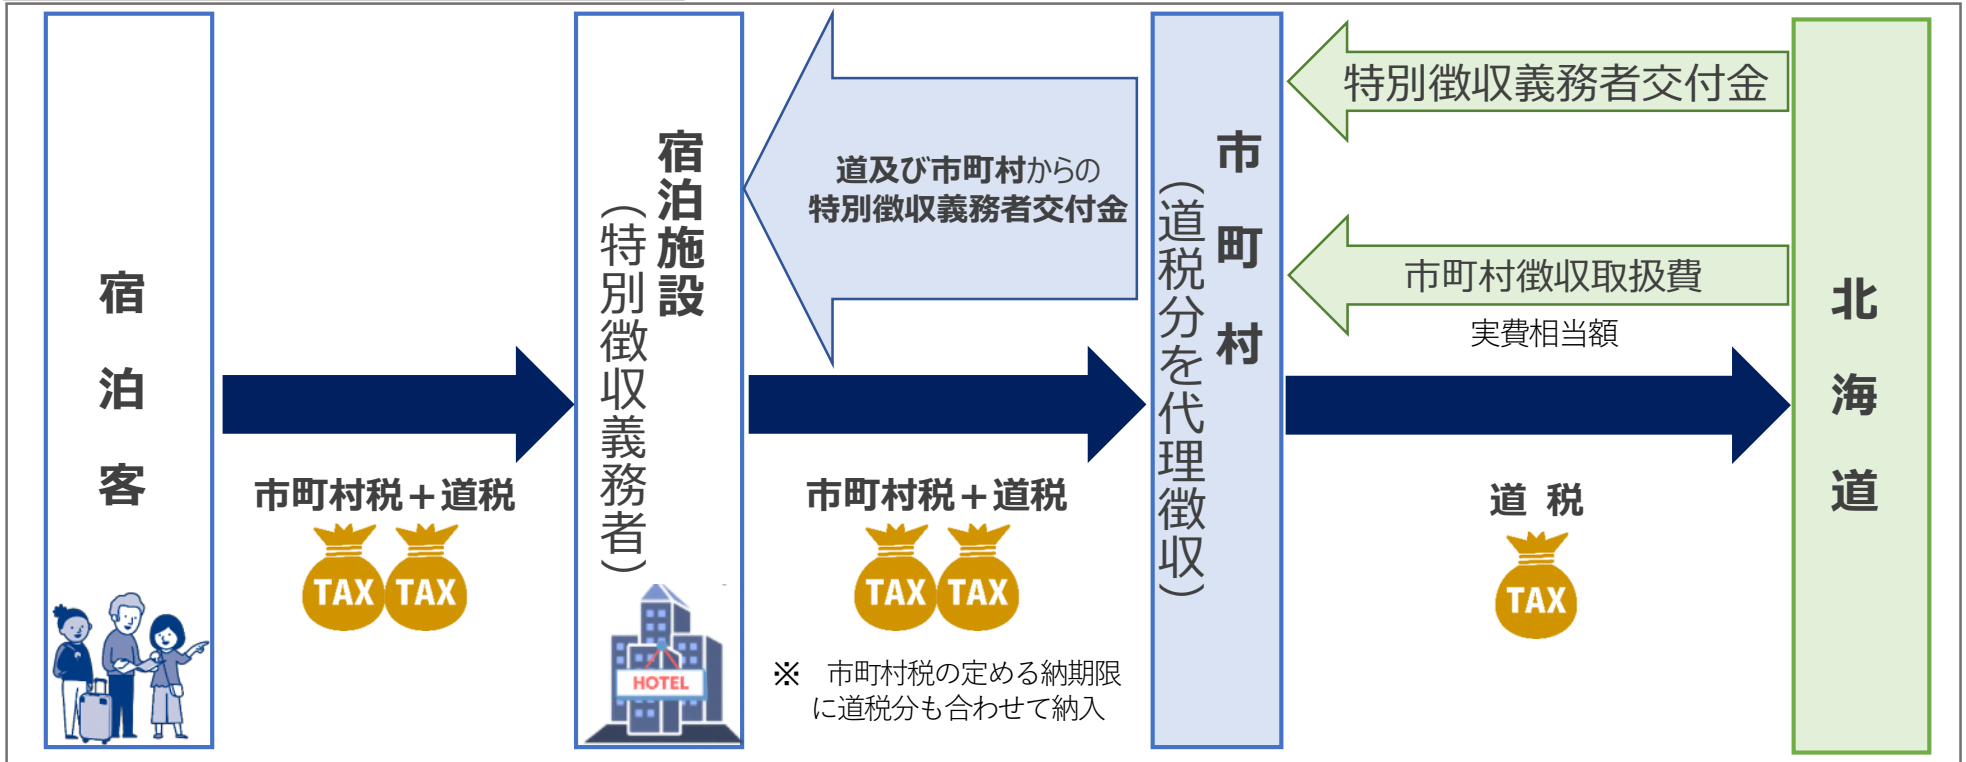 宿泊客
市町村税＋道税
TAX
TAX
宿泊施設
（特別徴収義務者）
HOTEL
道及び市町村からの
特別徴収義務者交付金
市町村税＋道税
TAX
TAX
※　市町村税の定める納期限
に道税分も合わせて納入
市町村
（道税分を代理徴収）
特別徴収義務者交付金
市町村徴収取扱費
実費相当額
道 税
TAX
北海道